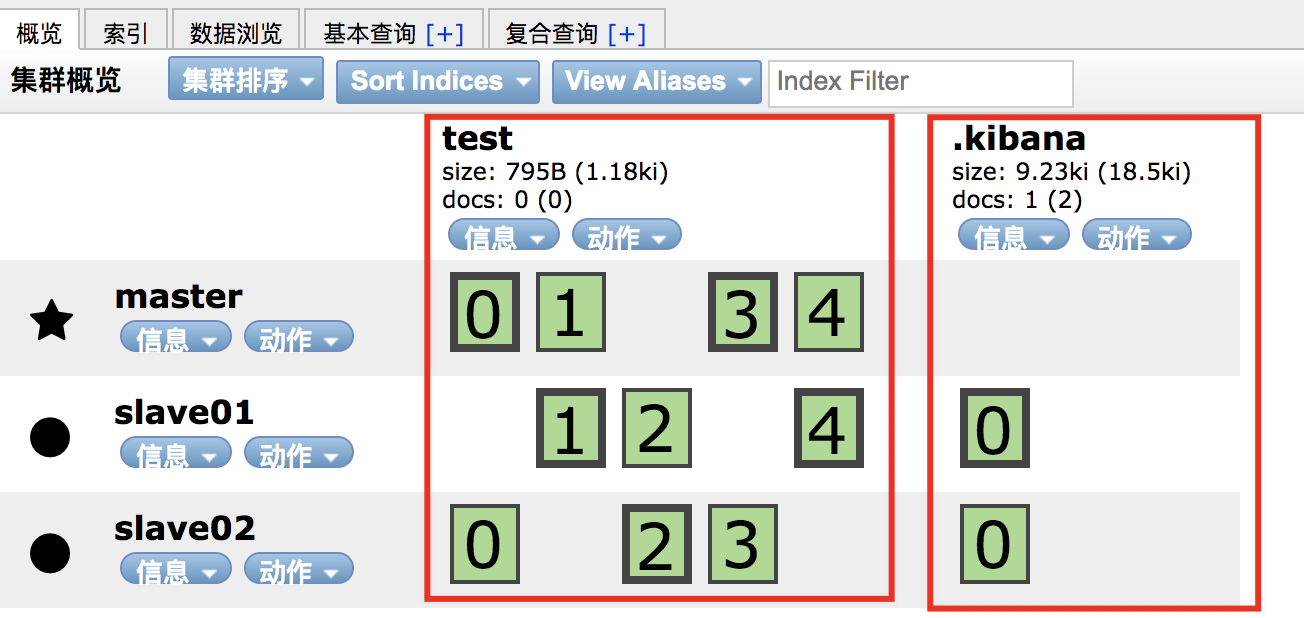 概览 索引 数据浏览 基本查询 [+] 复合查询 [+]
集群概览 集群排序 Sort Indices View Aliases Index Filter
test .kibana
size: 795B (1.18ki) size: 9.23ki (18.5ki)
docs: 0 (0) docs: 1 (2)
信息 动作 信息 动作
master 0 1 3 4
信息 动作
slave01 1 2 4 0
信息 动作
slave02 0 2 3 0
信息 动作